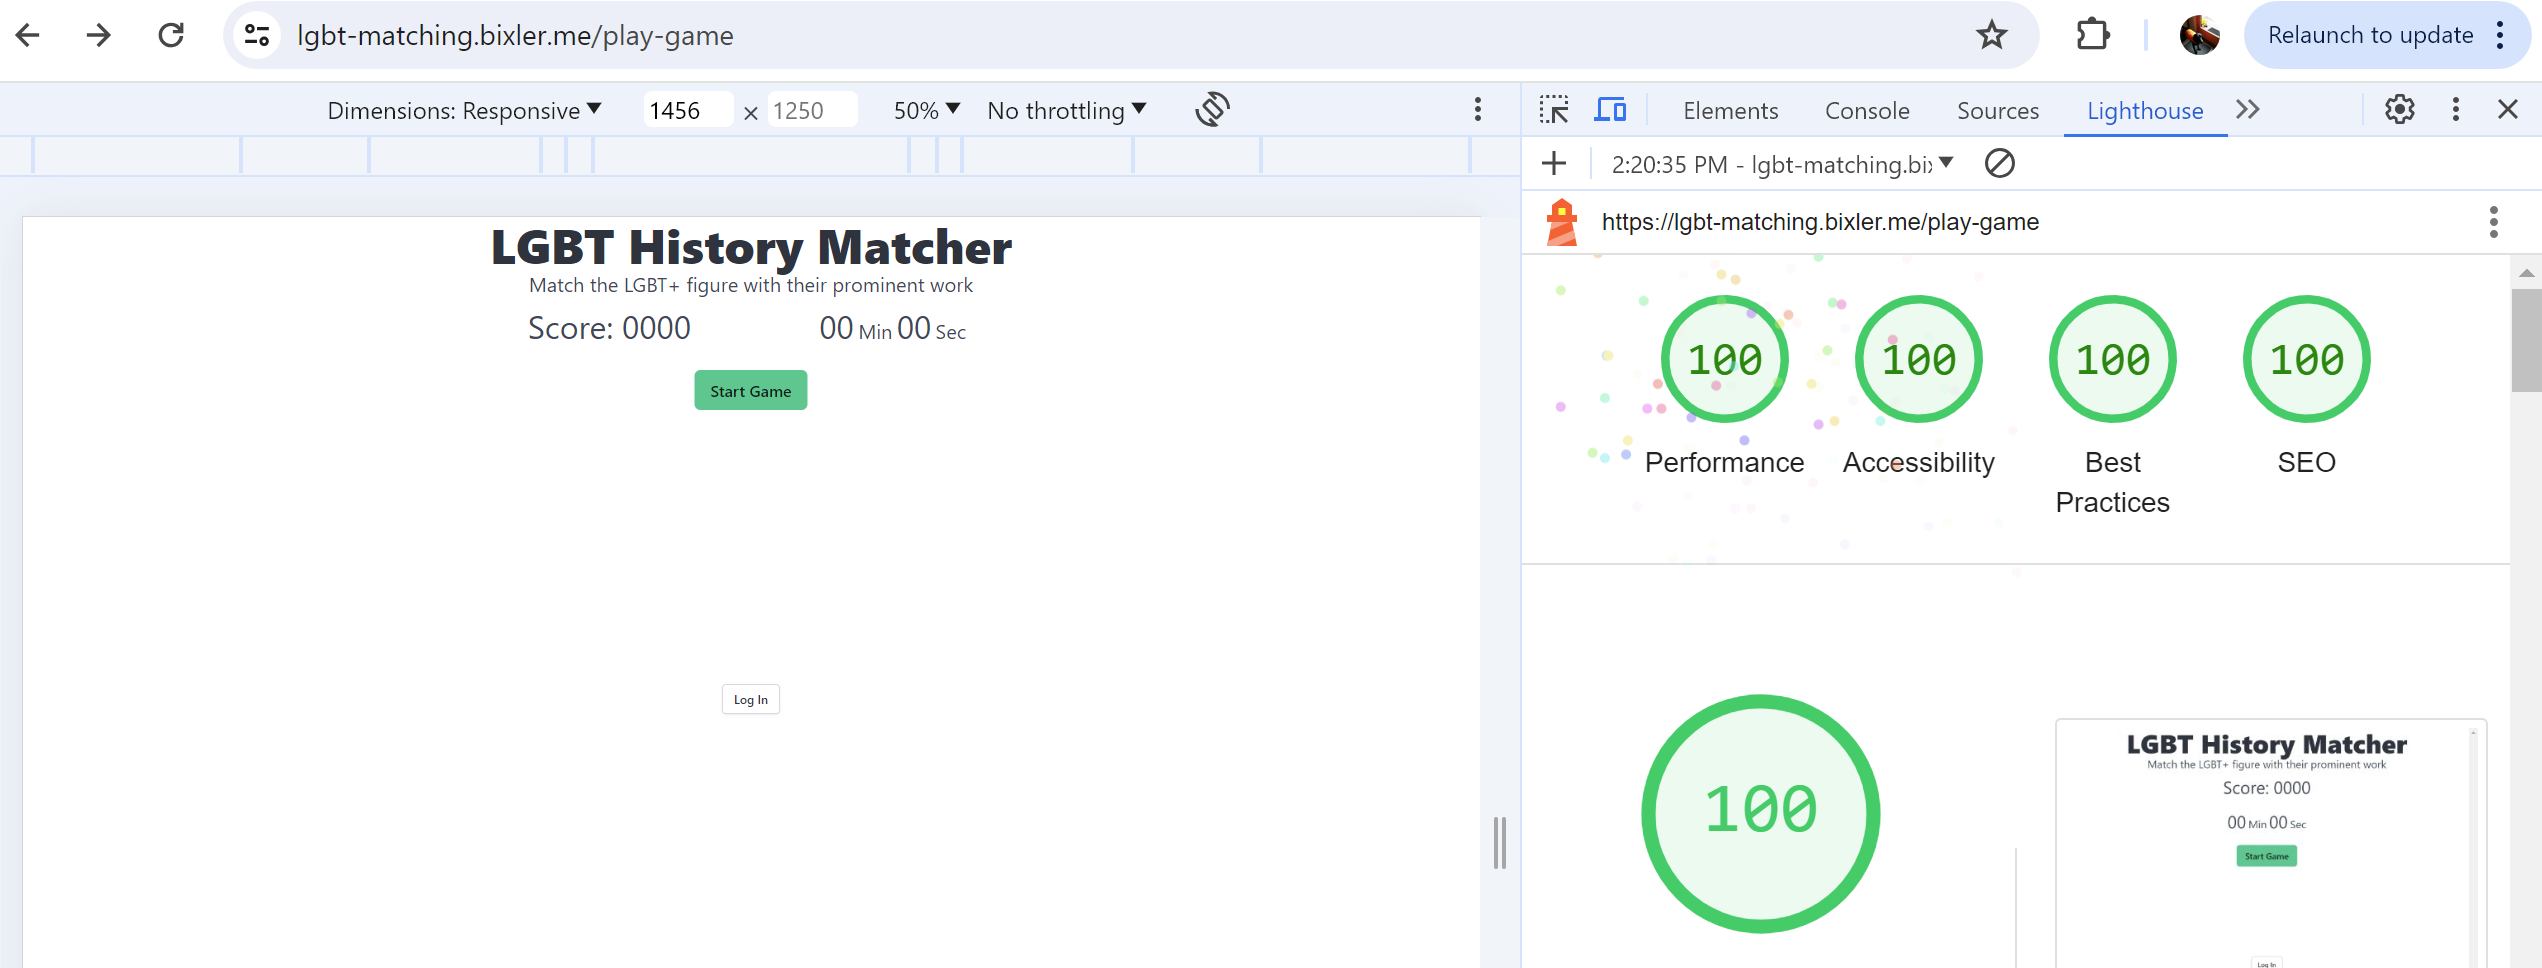 lgbt-matching.bixler.me/play-game
Relaunch to update
Dimensions: Responsive
1456 × 1250
50%
No throttling
Elements
Console
Sources
Lighthouse
2:20:35 PM - lgbt-matching.bi
https://lgbt-matching.bixler.me/play-game
LGBT History Matcher
Match the LGBT+ figure with their prominent work
Score: 0000
00 Min 00 Sec
Start Game
Log In
100
Performance
100
Accessibility
100
Best
Practices
100
SEO
100
LGBT History Matcher
Match the LGBT+ figure with their prominent work
Score: 0000
00 Min 00 Sec
Start Game
Log In